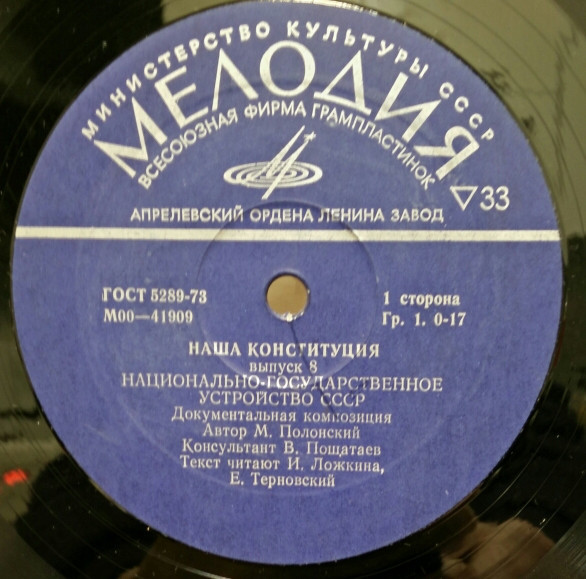 МИНИСТЕРСТВО КУЛЬТУРЫ СССР
МЕЛОДИЯ
ВСЕСОЮЗНАЯ ФИРМА ГРАМПЛАСТИНОК
33
АПРЕЛЕВСКИЙ ОРДЕНА ЛЕНИНА ЗАВОД
ГОСТ 5289-73
М00—41909
1 сторона
Гр. 1. 0-17
НАША КОНСТИТУЦИЯ
выпуск 8
НАЦИОНАЛЬНО-ГОСУДАРСТВЕННОЕ
УСТРОЙСТВО СССР
Документальная композиция
Автор М. Полонский
Консультант В. Пощатаев
Текст читают И. Ложкина,
Е. Терновский